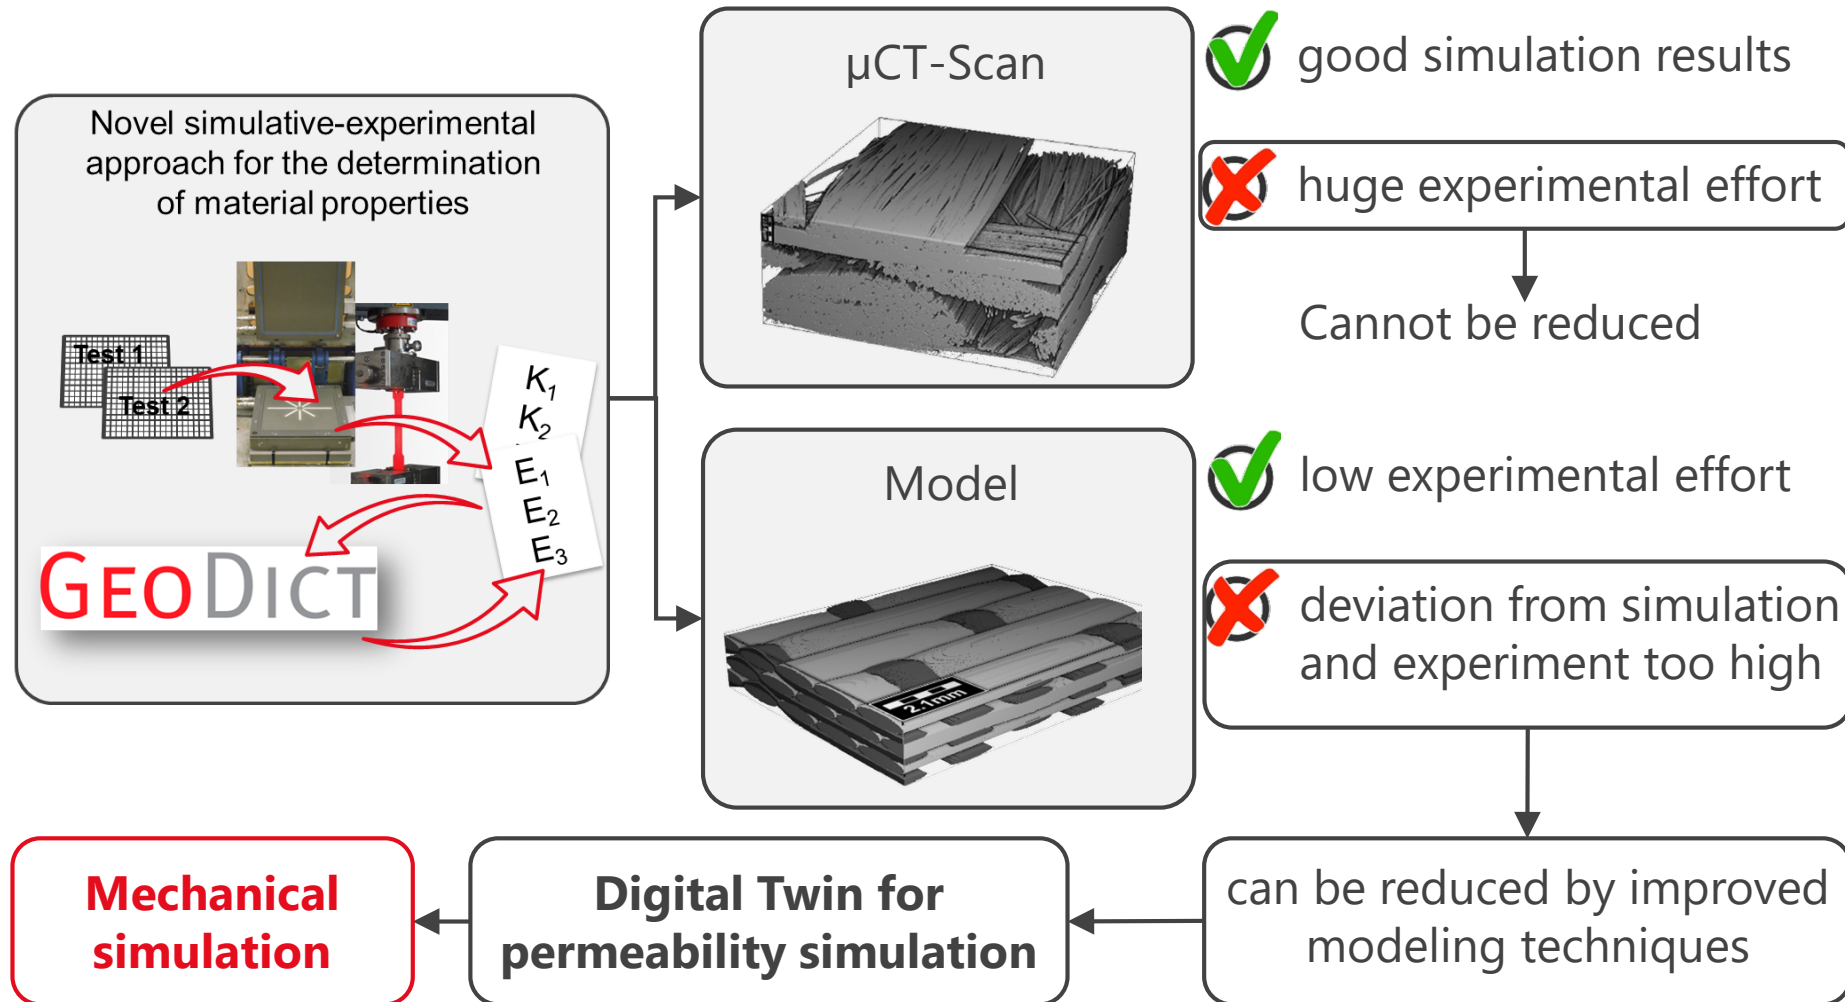 Novel simulative-experimental
approach for the determination
of material properties
Test 1
Test 2
K1
K2
E1
E2
E3
GEODICT
µCT-Scan
good simulation results
huge experimental effort
Cannot be reduced
Model
2.1mm
low experimental effort
deviation from simulation
and experiment too high
can be reduced by improved
modeling techniques
Digital Twin for
permeability simulation
Mechanical
simulation